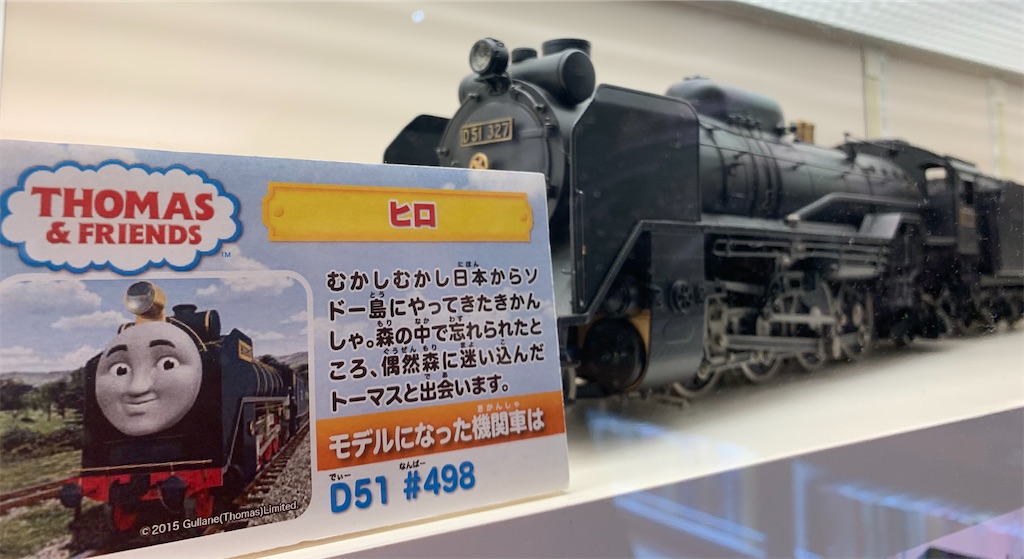 D51 327
THOMAS
& FRIENDS™
ヒロ
むかしむかし日本からソ
ドー島にやってきたきかん
しゃ。森の中で忘れられたと
ころ、偶然森に迷い込んだ
トーマスと出会います。
モデルになった機関車は
D51 #498
©2015 Gullane(Thomas)Limited.